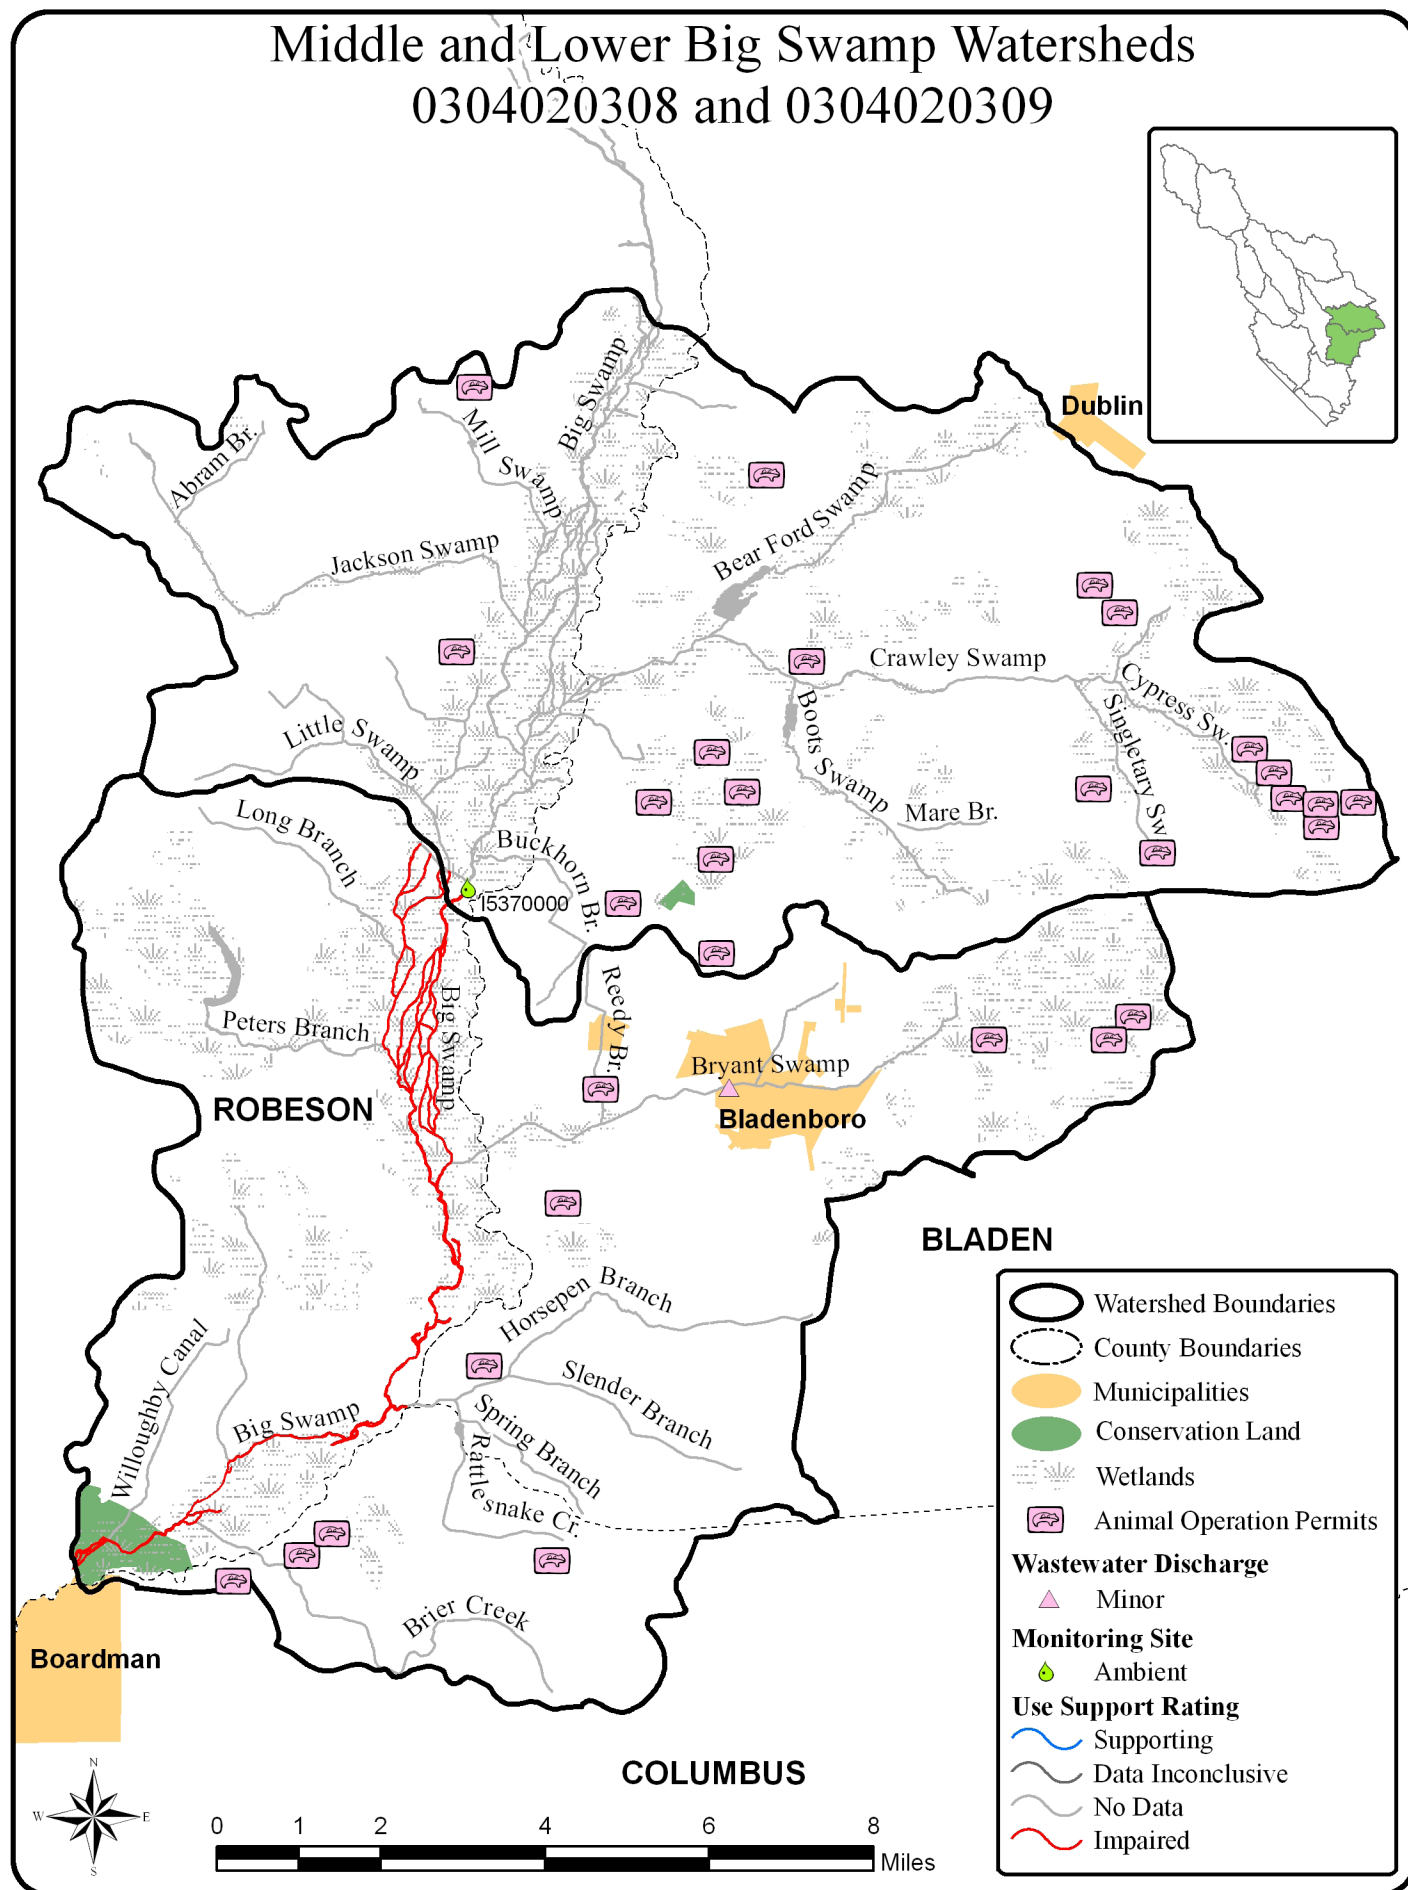 Middle and Lower Big Swamp Watersheds
0304020308 and 0304020309
Dublin
Big Swamp
Mill Swamp
Abram Br.
Bear Ford Swamp
Jackson Swamp
Crawley Swamp
Cypress Sw.
Boots Swamp
Singletary Sw.
Little Swamp
Mare Br.
Long Branch
Buckhorn Br.
I5370000
Reedy Br.
Big Swamp
Peters Branch
Bryant Swamp
ROBESON
Bladenboro
BLADEN
Horsepen Branch
Willoughby Canal
Slender Branch
Big Swamp
Spring Branch
Rattlesnake Cr.
Brier Creek
Boardman
COLUMBUS
Watershed Boundaries
County Boundaries
Municipalities
Conservation Land
Wetlands
Animal Operation Permits
Wastewater Discharge
Minor
Monitoring Site
Ambient
Use Support Rating
Supporting
Data Inconclusive
No Data
Impaired
N
W E
S
0 1 2 4 6 8
Miles